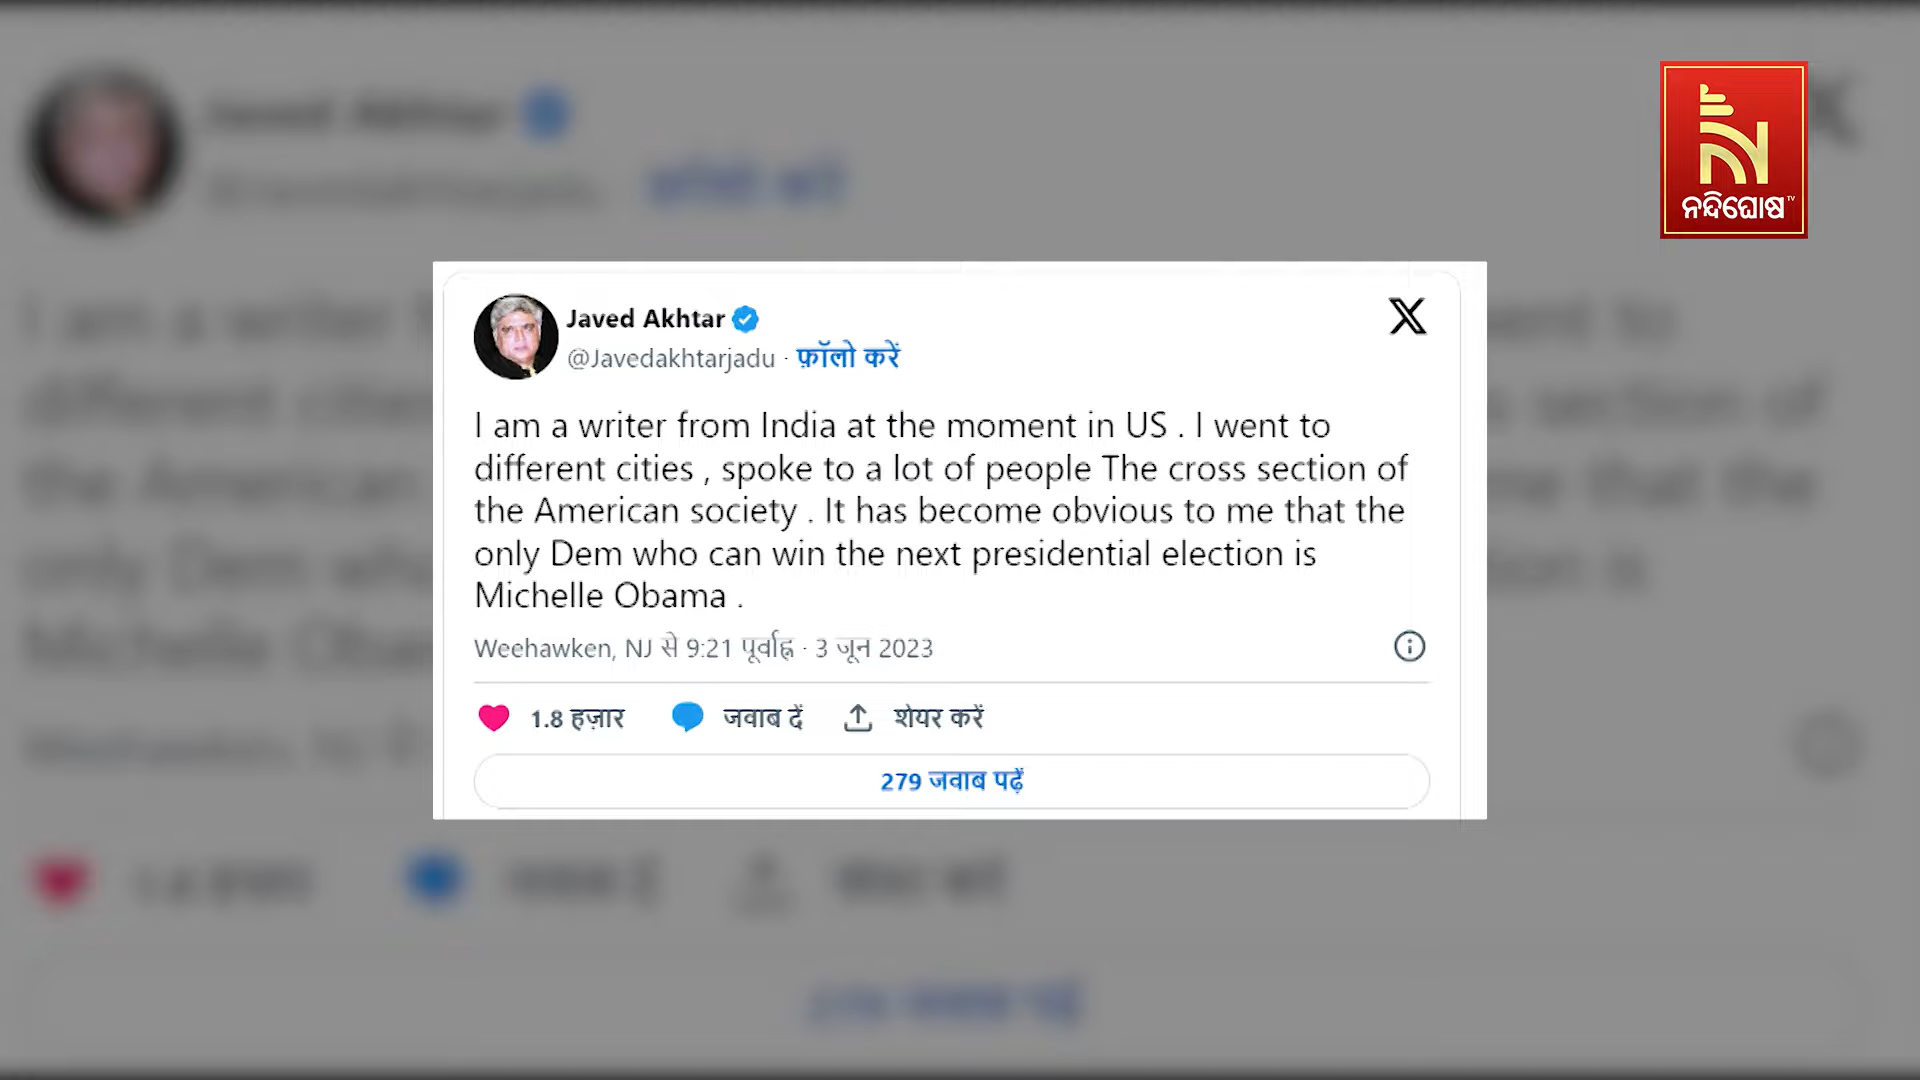 Javed Akhtar
@Javedakhtarjadu · फ़ॉलो करें
I am a writer from India at the moment in US . I went to
different cities , spoke to a lot of people The cross section of
the American society . It has become obvious to me that the
only Dem who can win the next presidential election is
Michelle Obama .
Weehawken, NJ से 9:21 पूर्वाह्न · 3 जून 2023
1.8 हज़ार जवाब दें शेयर करें
279 जवाब पढ़ें
ନନ୍ଦିଘୋଷ TV